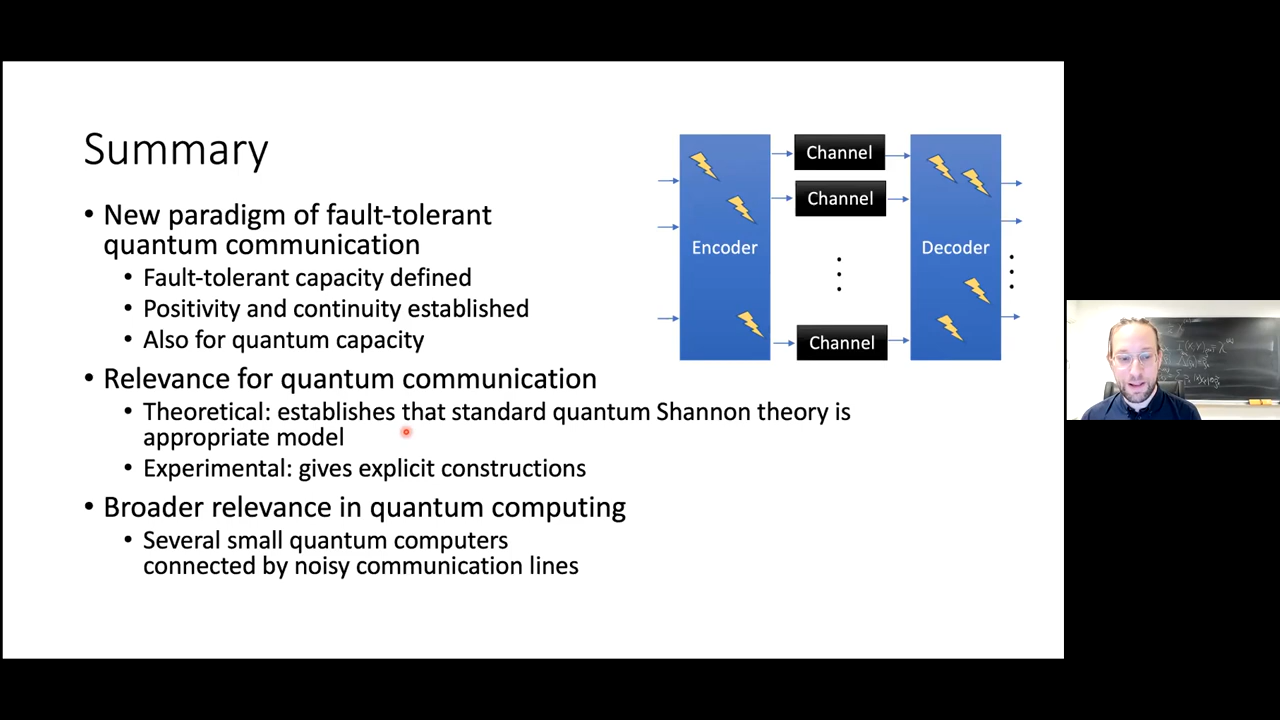 Summary
• New paradigm of fault-tolerant
quantum communication
• Fault-tolerant capacity defined
• Positivity and continuity established
• Also for quantum capacity
• Relevance for quantum communication
• Theoretical: establishes that standard quantum Shannon theory is
appropriate model
• Experimental: gives explicit constructions
• Broader relevance in quantum computing
• Several small quantum computers
connected by noisy communication lines
Encoder
Channel
Channel
Channel
Decoder